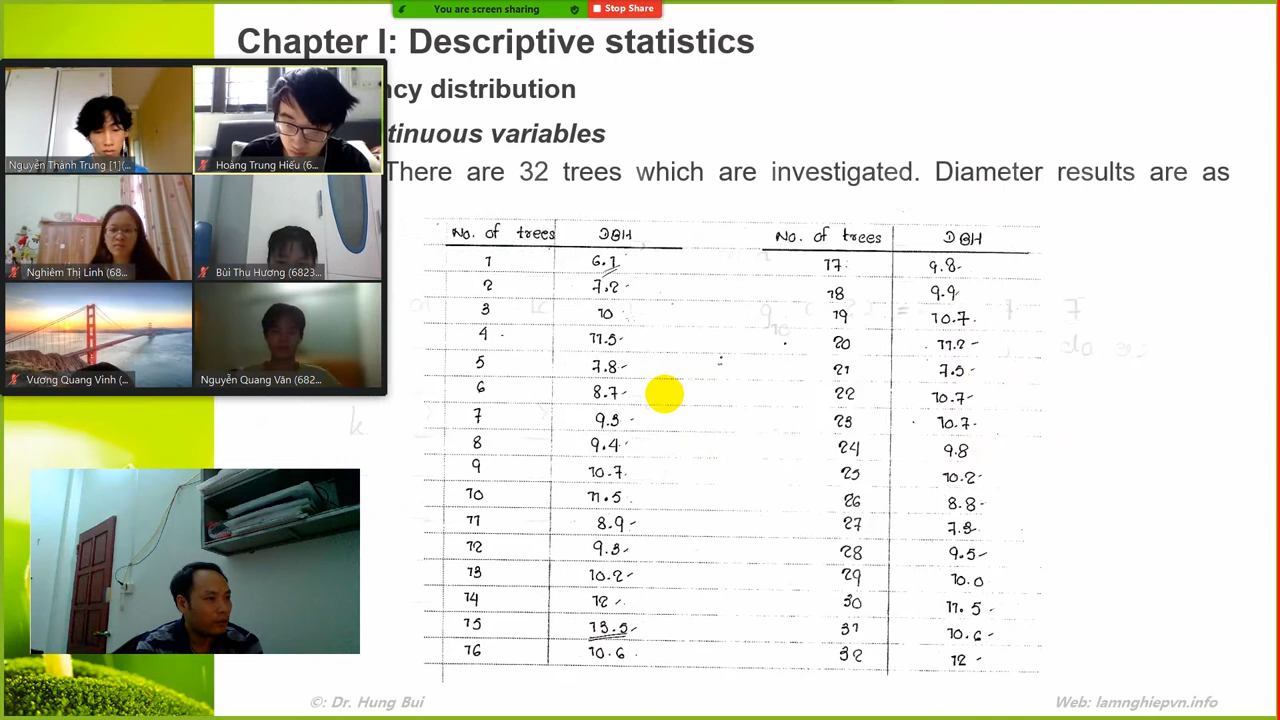 You are screen sharing
Stop Share
Chapter I: Descriptive statistics
ncy distribution
tinuous variables
There are 32 trees which are investigated. Diameter results are as
Nguyễn Thành Trung [1](...
Hoàng Trung Hiếu (6...
Nghiêm Thị Linh (68...
Bùi Thu Hương (6823...
Vương Quang Vinh (...
Nguyễn Quang Văn (682...
No. of trees DBH No. of trees DBH
1 6.1 17 9.8
2 7.2 18 9.9
3 10 19 10.7
4 11.5 20 11.2
5 7.8 21 7.5
6 8.7 22 10.7
7 9.3 23 10.7
8 9.4 24 9.8
9 10.7 25 10.2
10 11.5 26 8.8
11 8.9 27 7.3
12 9.3 28 9.5
13 10.2 29 10.0
14 12 30 11.5
15 13.5 31 10.6
16 10.6 32 12
©: Dr. Hung Bui
Web: lamnghiepvn.info